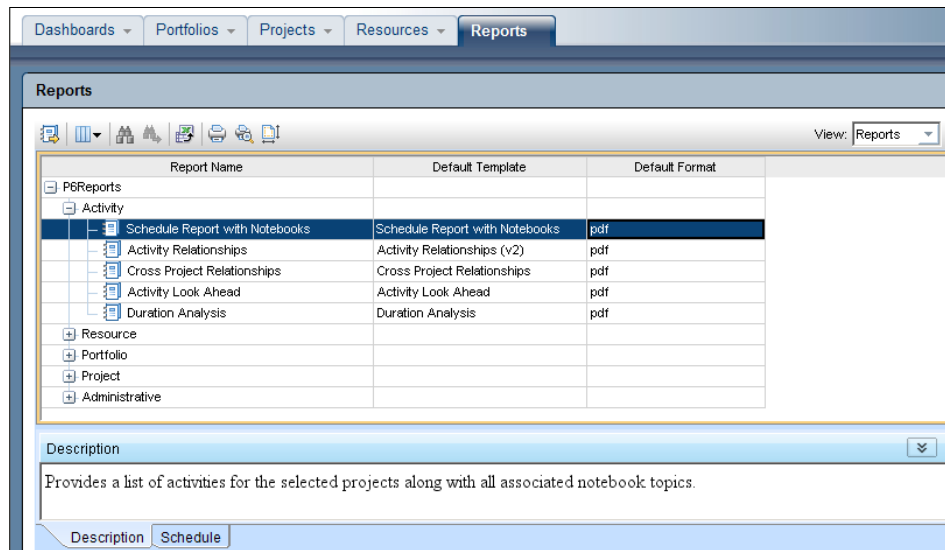 Dashboards Portfolios Projects Resources Reports
Reports
View: Reports
Report Name Default Template Default Format
P6Reports
Activity
Schedule Report with Notebooks Schedule Report with Notebooks pdf
Activity Relationships Activity Relationships (v2) pdf
Cross Project Relationships Cross Project Relationships pdf
Activity Look Ahead Activity Look Ahead pdf
Duration Analysis Duration Analysis pdf
Resource
Portfolio
Project
Administrative
Description
Provides a list of activities for the selected projects along with all associated notebook topics.
Description Schedule